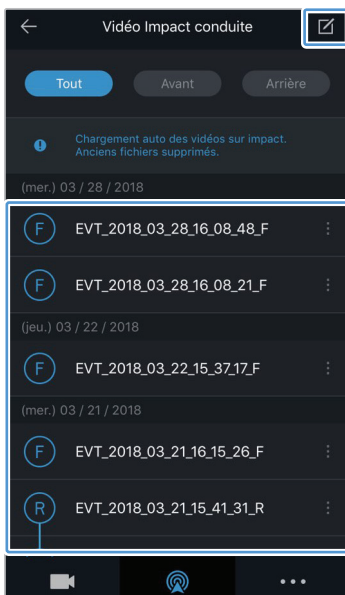 Vidéo Impact conduite
Tout Avant Arrière
Chargement auto des vidéos sur impact.
Anciens fichiers supprimés.
(mer.) 03 / 28 / 2018
F EVT_2018_03_28_16_08_48_F
F EVT_2018_03_28_16_08_21_F
(jeu.) 03 / 22 / 2018
F EVT_2018_03_22_15_37_17_F
(mer.) 03 / 21 / 2018
F EVT_2018_03_21_16_15_26_F
R EVT_2018_03_21_15_41_31_R